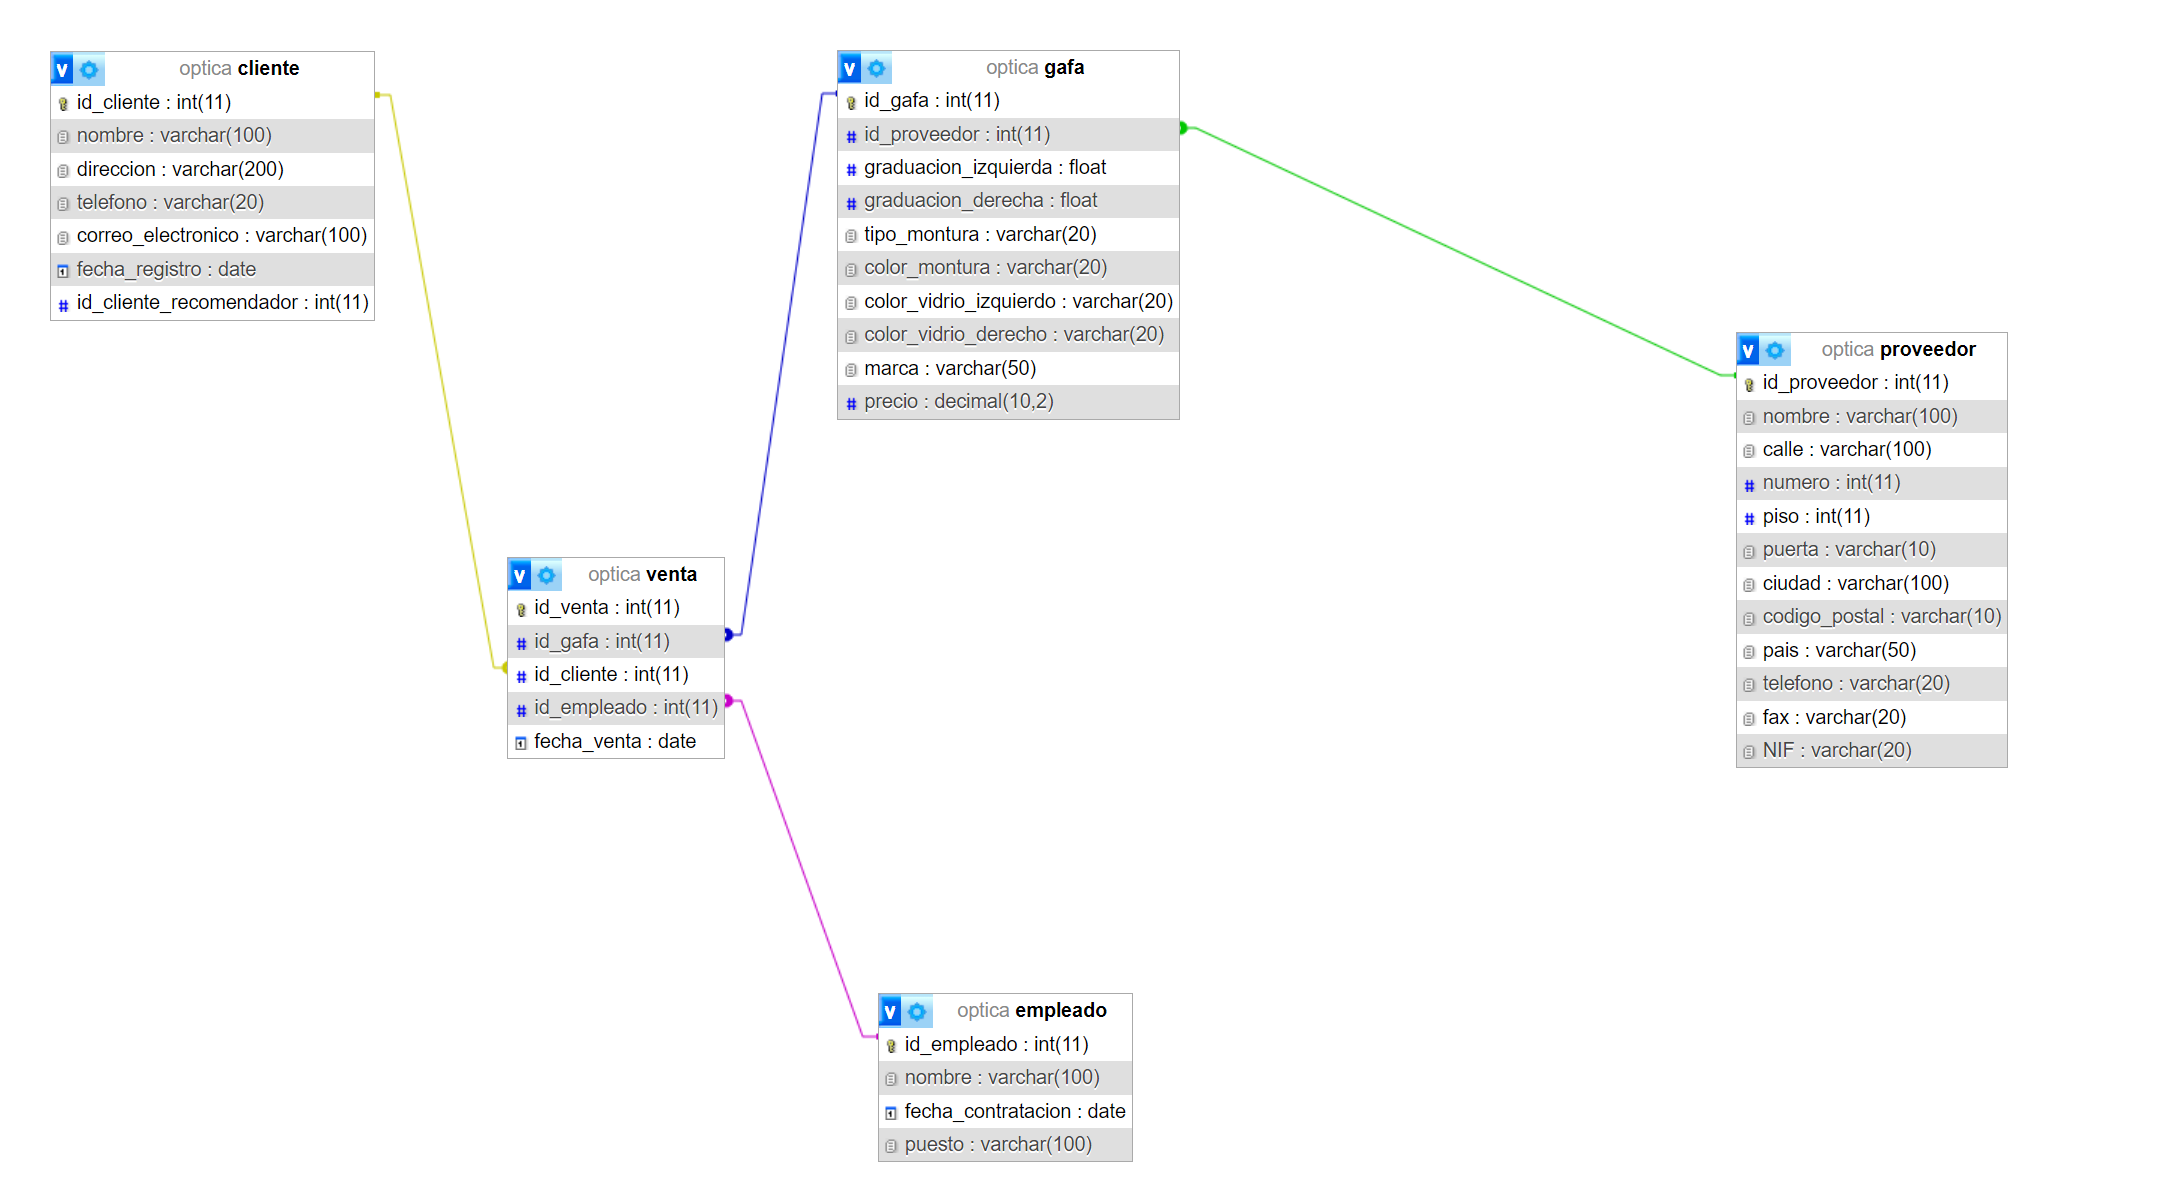 optica cliente
id_cliente : int(11)
nombre : varchar(100)
direccion : varchar(200)
telefono : varchar(20)
correo_electronico : varchar(100)
fecha_registro : date
id_cliente_recomendador : int(11)
optica gafa
id_gafa : int(11)
id_proveedor : int(11)
graduacion_izquierda : float
graduacion_derecha : float
tipo_montura : varchar(20)
color_montura : varchar(20)
color_vidrio_izquierdo : varchar(20)
color_vidrio_derecho : varchar(20)
marca : varchar(50)
precio : decimal(10,2)
optica proveedor
id_proveedor : int(11)
nombre : varchar(100)
calle : varchar(100)
numero : int(11)
piso : int(11)
puerta : varchar(10)
ciudad : varchar(100)
codigo_postal : varchar(10)
pais : varchar(50)
telefono : varchar(20)
fax : varchar(20)
NIF : varchar(20)
optica venta
id_venta : int(11)
id_gafa : int(11)
id_cliente : int(11)
id_empleado : int(11)
fecha_venta : date
optica empleado
id_empleado : int(11)
nombre : varchar(100)
fecha_contratacion : date
puesto : varchar(100)